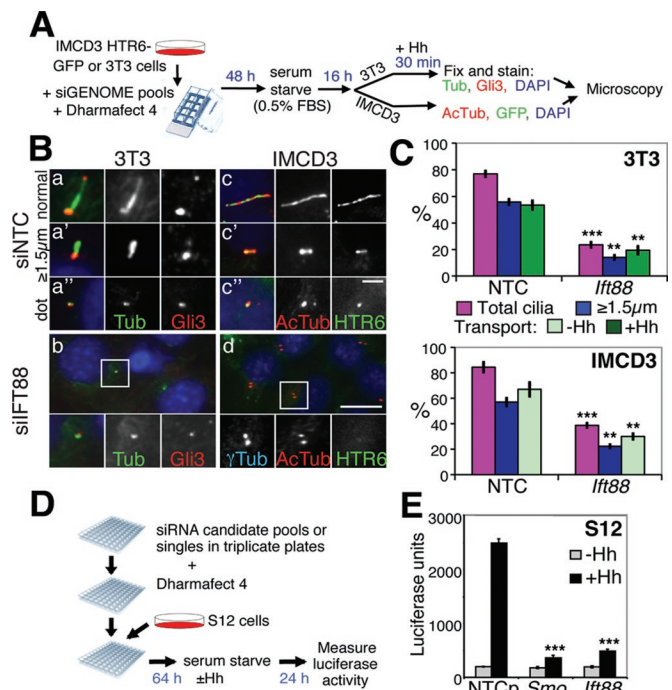 A
IMCD3 HTR6-
GFP or 3T3 cells
+ siGENOME pools
+ Dharmafect 4
48 h
serum
starve
(0.5% FBS)
16 h
3T3
IMCD3
+ Hh
30 min
Fix and stain:
Tub, Gli3, DAPI
AcTub, GFP, DAPI
Microscopy
B
3T3
IMCD3
siNTC
normal
≥1.5µm
dot
a
a'
a''
c
c'
c''
Tub
Gli3
AcTub
HTR6
siIFT88
b
d
Tub
Gli3
γTub
AcTub
HTR6
C
3T3
%
100
80
60
40
20
0
***
**
**
NTC
Ift88
Total cilia
≥1.5µm
Transport:
-Hh
+Hh
IMCD3
%
100
80
60
40
20
0
***
**
**
NTC
Ift88
D
siRNA candidate pools or
singles in triplicate plates
+
Dharmafect 4
S12 cells
64 h
serum starve
±Hh
24 h
Measure
luciferase
activity
E
S12
Luciferase units
3000
2000
1000
0
-Hh
+Hh
***
***
NTCp
Smo
Ift88